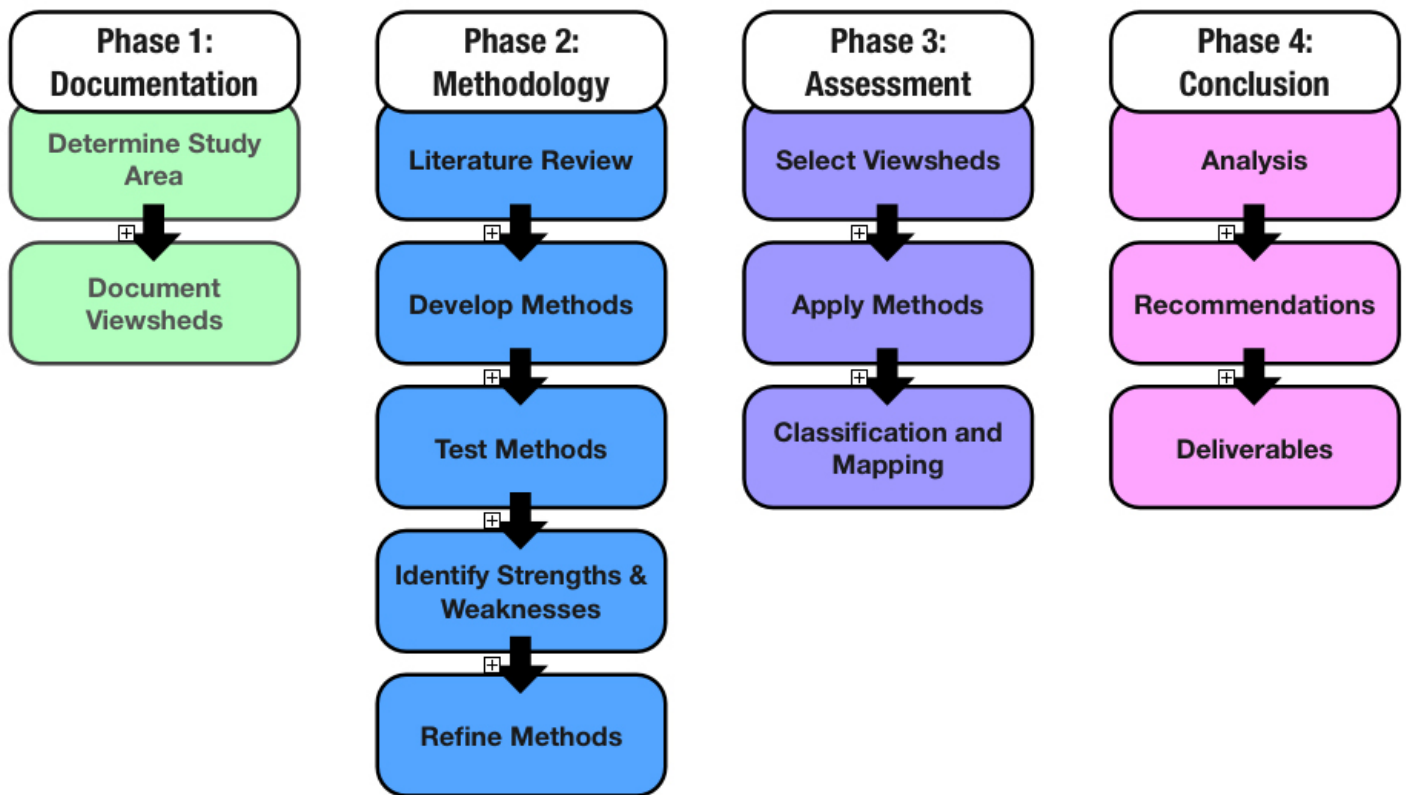 Phase 1:
Documentation
Determine Study
Area
Document
Viewsheds
Phase 2:
Methodology
Literature Review
Develop Methods
Test Methods
Identify Strengths &
Weaknesses
Refine Methods
Phase 3:
Assessment
Select Viewsheds
Apply Methods
Classification and
Mapping
Phase 4:
Conclusion
Analysis
Recommendations
Deliverables